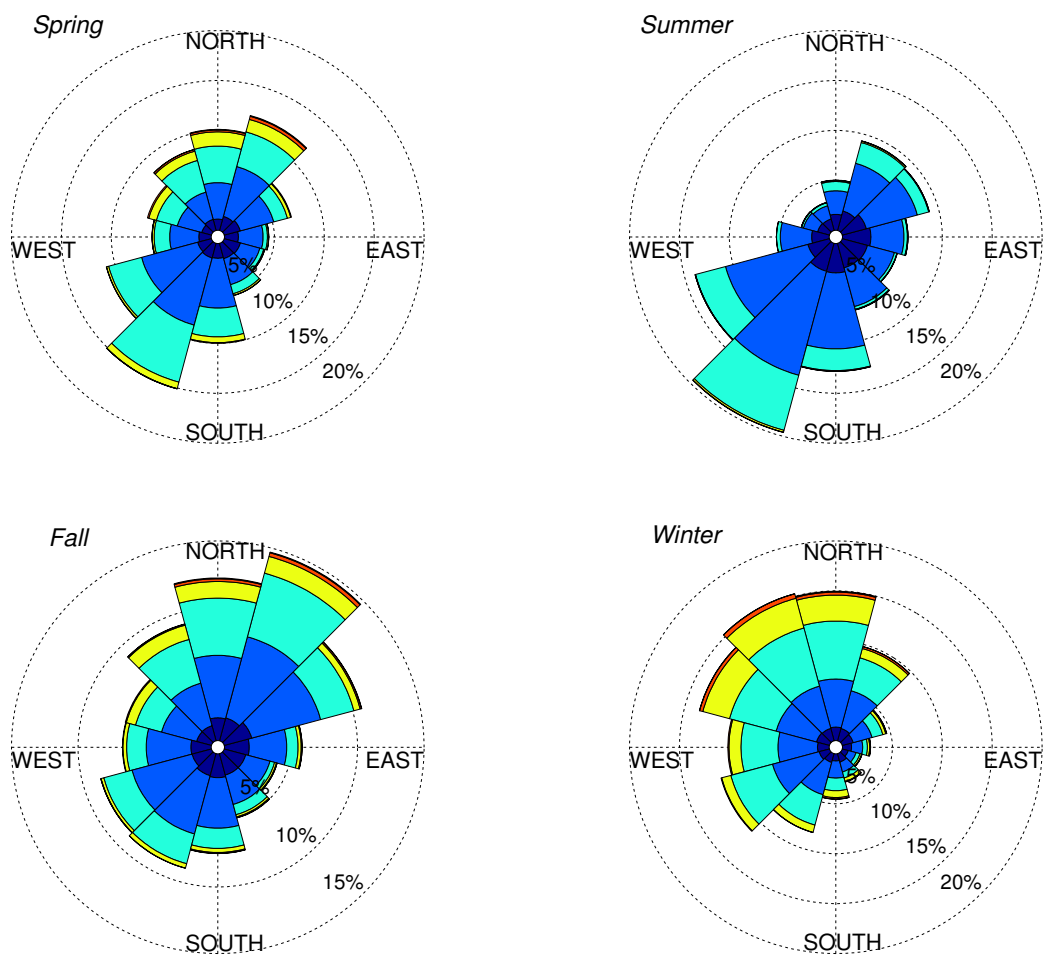 Spring
NORTH
WEST
EAST
5%
10%
15%
20%
SOUTH
Summer
NORTH
WEST
EAST
5%
10%
15%
20%
SOUTH
Fall
NORTH
WEST
EAST
5%
10%
15%
SOUTH
Winter
NORTH
WEST
EAST
5%
10%
15%
20%
SOUTH